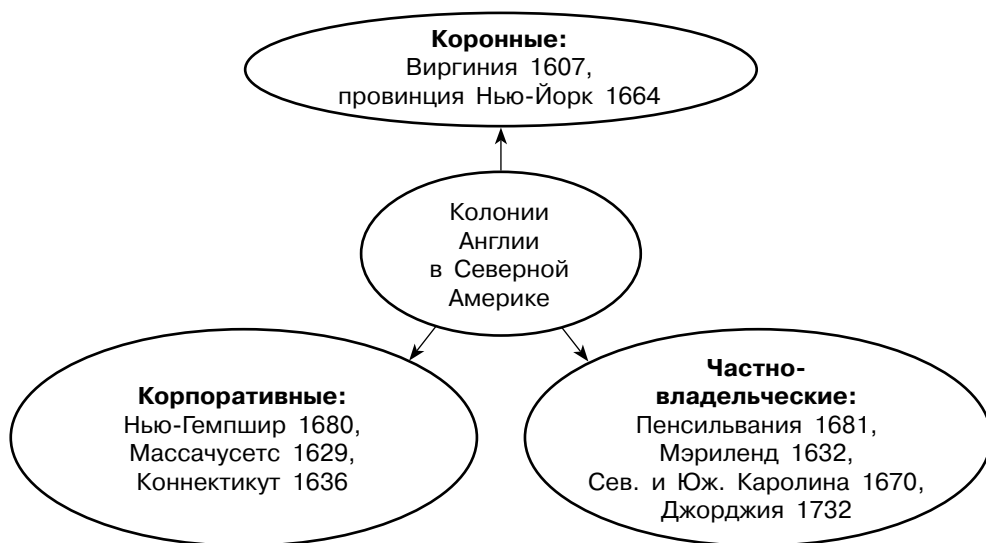 Коронные:
Виргиния 1607,
провинция Нью-Йорк 1664
Колонии
Англии
в Северной
Америке
Корпоративные:
Нью-Гемпшир 1680,
Массачусетс 1629,
Коннектикут 1636
Частно-
владельческие:
Пенсильвания 1681,
Мэриленд 1632,
Сев. и Юж. Каролина 1670,
Джорджия 1732